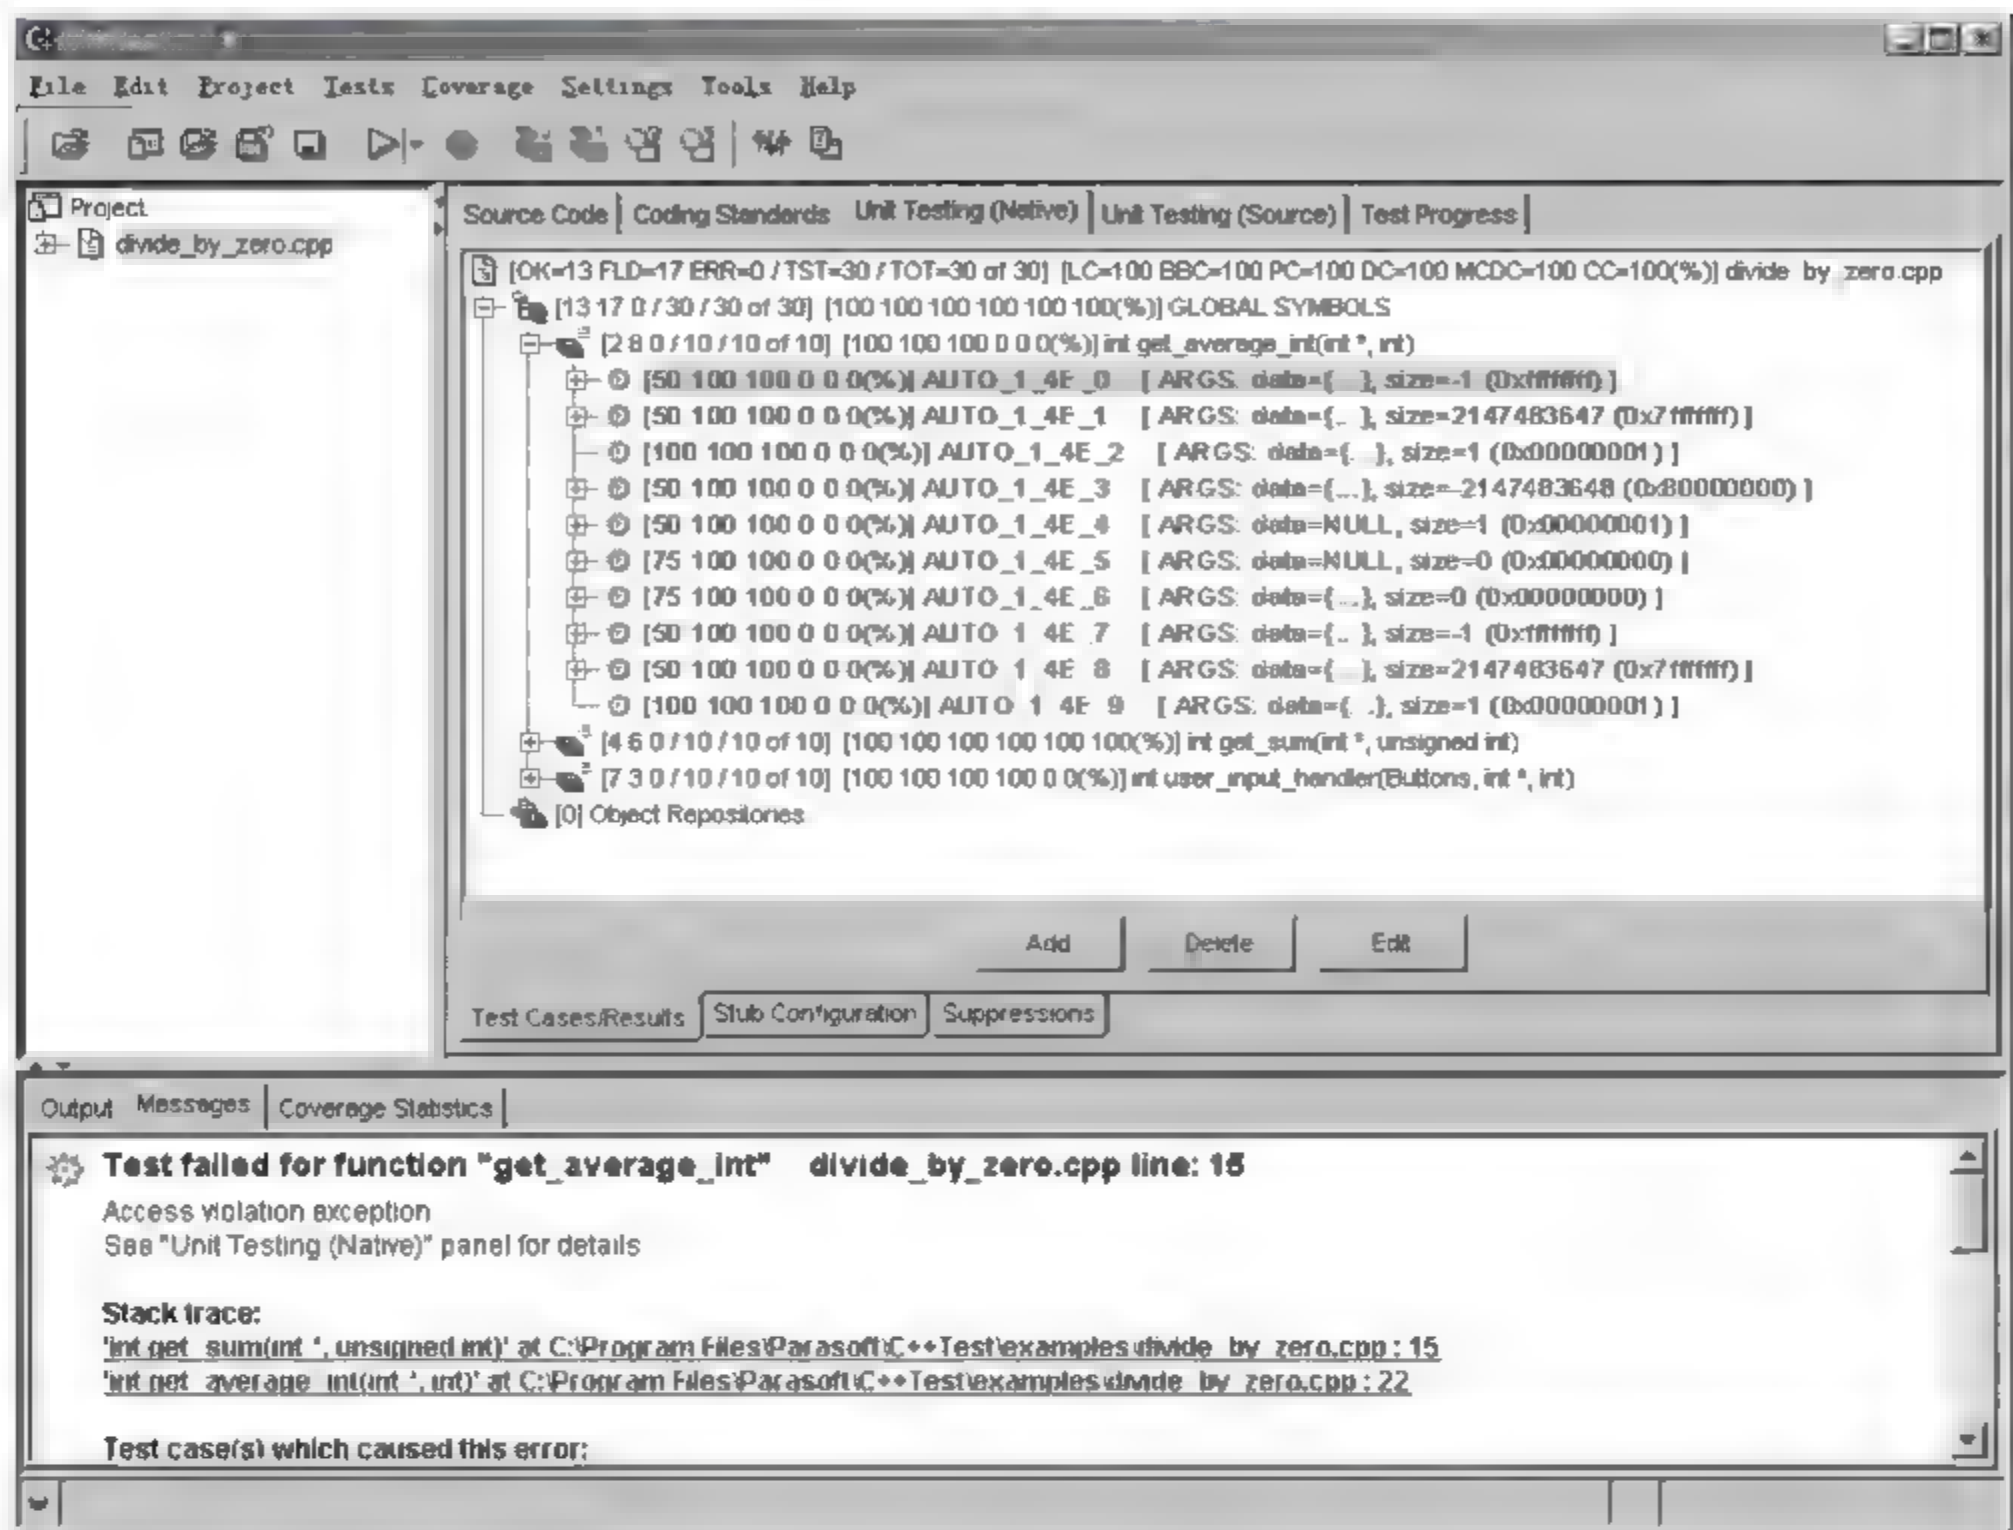 File Edit Project Tests Coverage Settings Tools Help
Project
divide_by_zero.cpp
Source Code Coding Standards Unit Testing (Native) Unit Testing (Source) Test Progress
[OK=13 FLD=17 ERR=0 / TST=30 / TOT=30 of 30] [LC=100 BBC=100 PC=100 DC=100 MCDC=100 CC=100(%)] divide_by_zero.cpp
[13 17 0 / 30 / 30 of 30] [100 100 100 100 100 100(%)] GLOBAL SYMBOLS
[2 8 0 / 10 / 10 of 10] [100 100 100 0 0 0(%)] int get_average_int(int *, int)
[50 100 100 0 0 0(%)] AUTO_1_4E_0 [ ARGS: data={...}, size=-1 (0xffffffff) ]
[50 100 100 0 0 0(%)] AUTO_1_4E_1 [ ARGS: data={...}, size=2147483647 (0x7fffffff) ]
[100 100 100 0 0 0(%)] AUTO_1_4E_2 [ ARGS: data={...}, size=1 (0x00000001) ]
[50 100 100 0 0 0(%)] AUTO_1_4E_3 [ ARGS: data={...}, size=-2147483648 (0x80000000) ]
[50 100 100 0 0 0(%)] AUTO_1_4E_4 [ ARGS: data=NULL, size=1 (0x00000001) ]
[75 100 100 0 0 0(%)] AUTO_1_4E_5 [ ARGS: data=NULL, size=0 (0x00000000) ]
[75 100 100 0 0 0(%)] AUTO_1_4E_6 [ ARGS: data={...}, size=0 (0x00000000) ]
[50 100 100 0 0 0(%)] AUTO_1_4E_7 [ ARGS: data={...}, size=-1 (0xffffffff) ]
[50 100 100 0 0 0(%)] AUTO_1_4E_8 [ ARGS: data={...}, size=2147483647 (0x7fffffff) ]
[100 100 100 0 0 0(%)] AUTO_1_4E_9 [ ARGS: data={...}, size=1 (0x00000001) ]
[4 6 0 / 10 / 10 of 10] [100 100 100 100 100 100(%)] int get_sum(int *, unsigned int)
[7 3 0 / 10 / 10 of 10] [100 100 100 100 0 0(%)] int user_input_handler(Buttons, int *, int)
[0] Object Repositories
Add Delete Edit
Test Cases/Results Stub Configuration Suppressions
Output Messages Coverage Statistics
Test failed for function "get_average_int" divide_by_zero.cpp line: 15
Access violation exception
See "Unit Testing (Native)" panel for details
Stack trace:
'int get_sum(int *, unsigned int)' at C:\Program Files\Parasoft\C++Test\examples\divide_by_zero.cpp : 15
'int get_average_int(int *, int)' at C:\Program Files\Parasoft\C++Test\examples\divide_by_zero.cpp : 22
Test case(s) which caused this error: